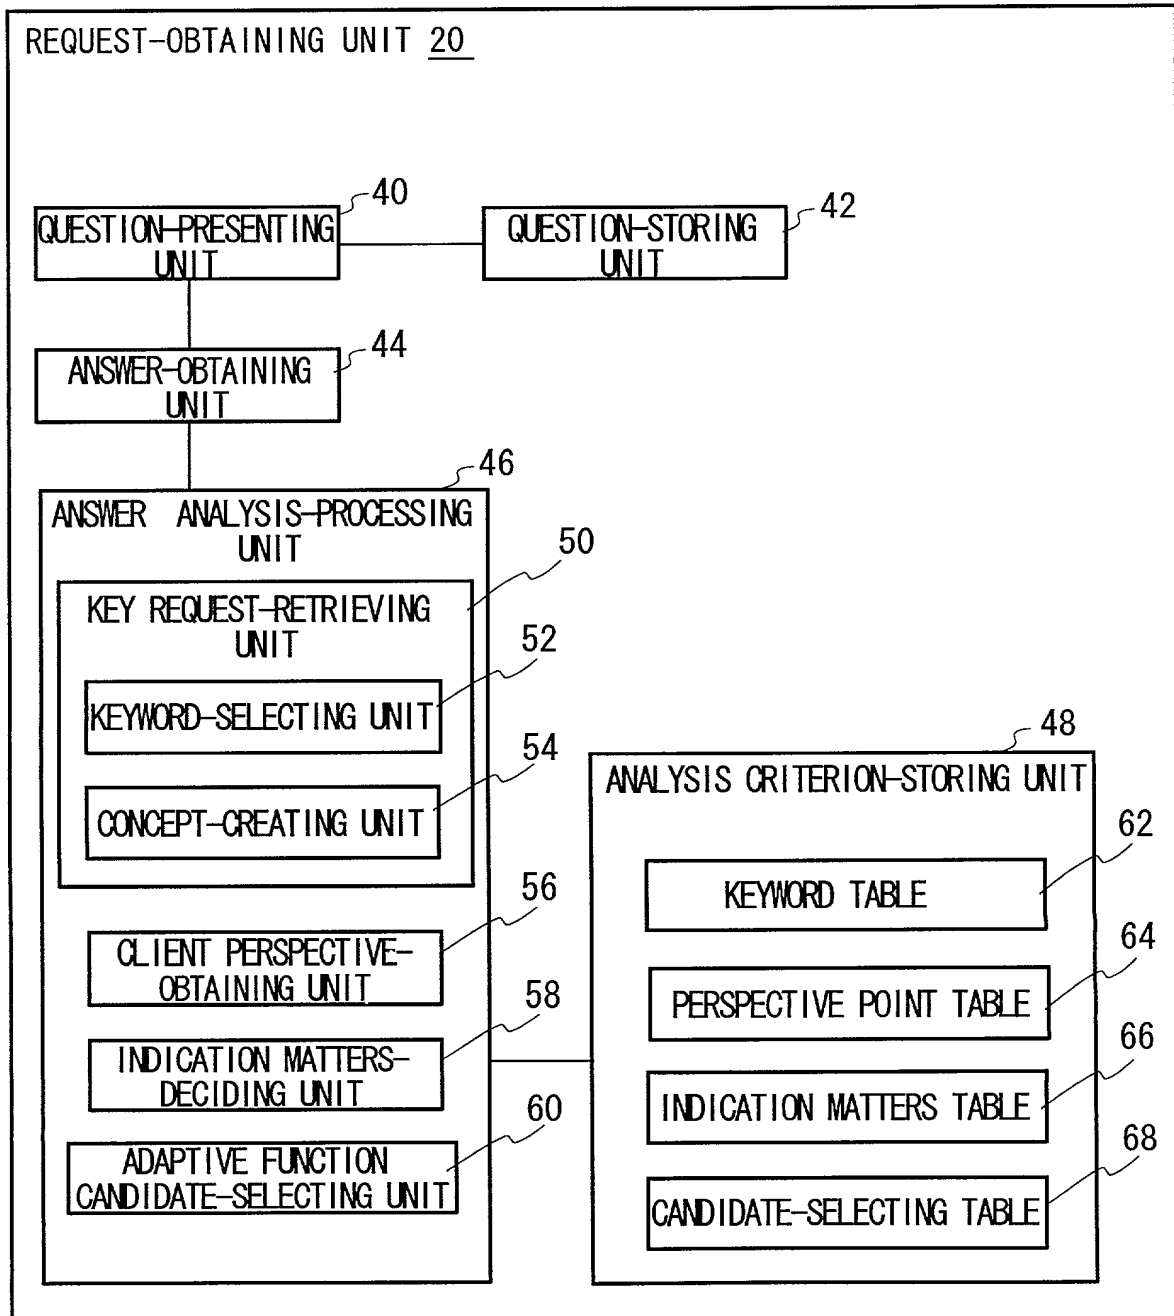 REQUEST-OBTAINING UNIT 20
40
QUESTION-PRESENTING
UNIT
42
QUESTION-STORING
UNIT
44
ANSWER-OBTAINING
UNIT
46
ANSWER ANALYSIS-PROCESSING
UNIT
50
KEY REQUEST-RETRIEVING
UNIT
52
KEYWORD-SELECTING UNIT
54
CONCEPT-CREATING UNIT
56
CLIENT PERSPECTIVE-
OBTAINING UNIT
58
INDICATION MATTERS-
DECIDING UNIT
60
ADAPTIVE FUNCTION
CANDIDATE-SELECTING UNIT
48
ANALYSIS CRITERION-STORING UNIT
62
KEYWORD TABLE
64
PERSPECTIVE POINT TABLE
66
INDICATION MATTERS TABLE
68
CANDIDATE-SELECTING TABLE